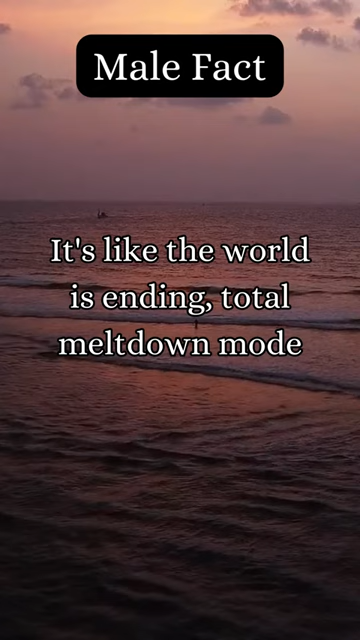 Male Fact
It's like the world
is ending, total
meltdown mode